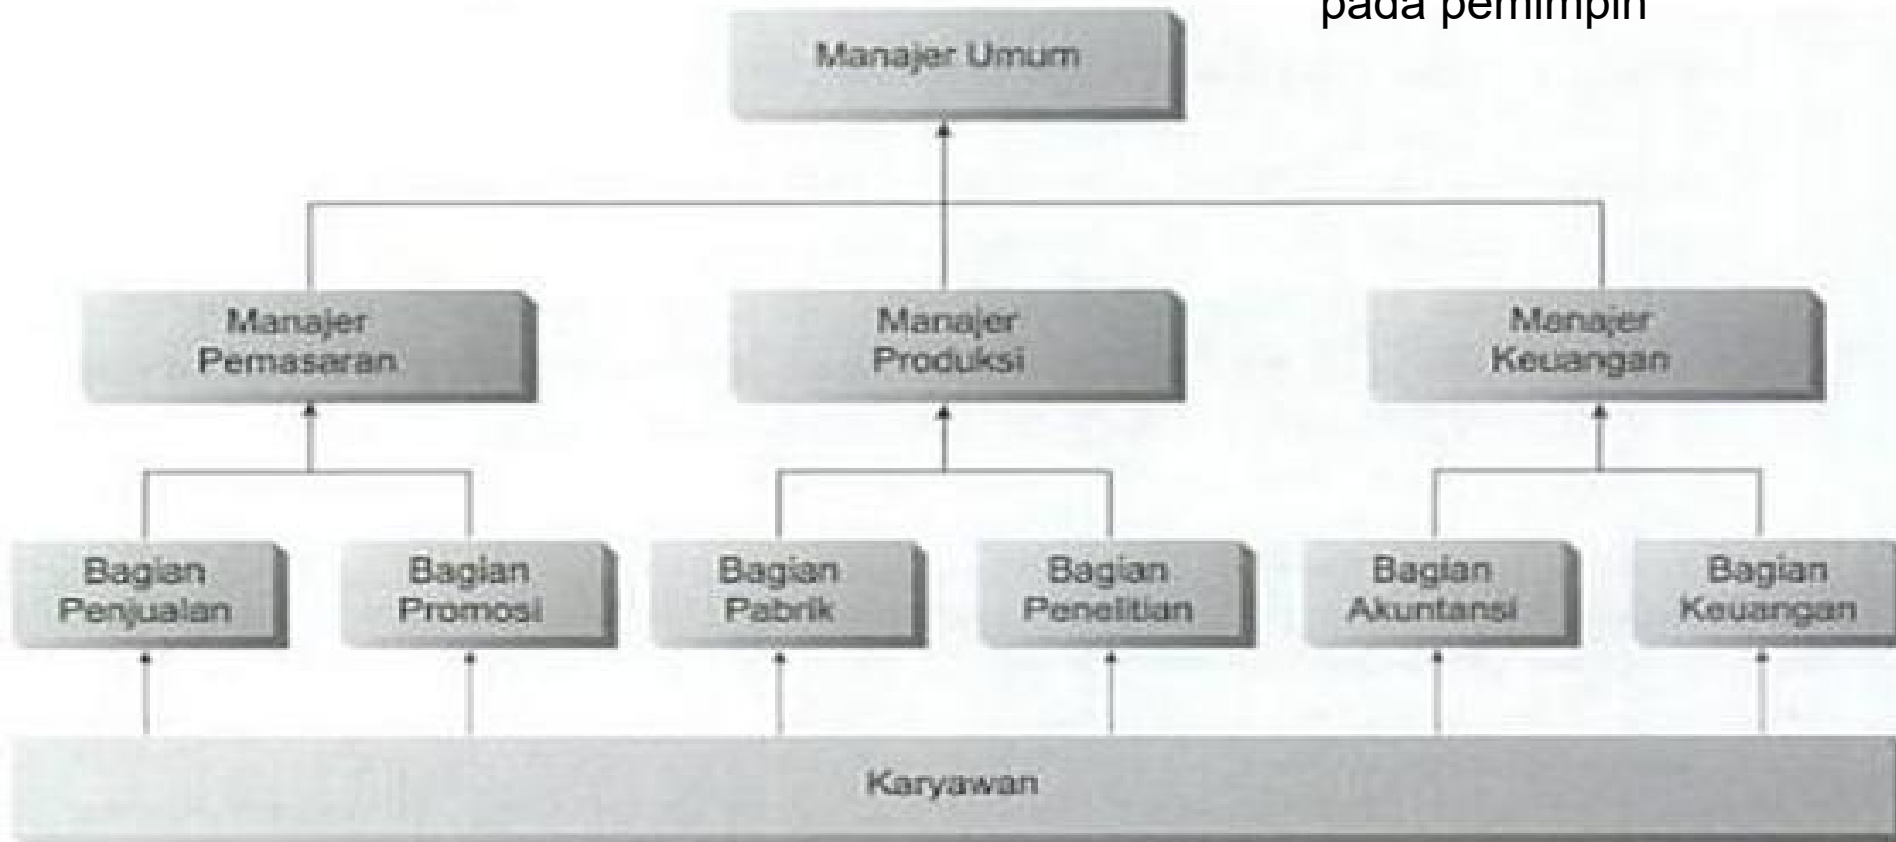 pada pemimpin
Manajer Umum
Manajer
Pemasaran
Manajer
Produksi
Manajer
Keuangan
Bagian
Penjualan
Bagian
Promosi
Bagian
Pabrik
Bagian
Penelitian
Bagian
Akuntansi
Bagian
Keuangan
Karyawan